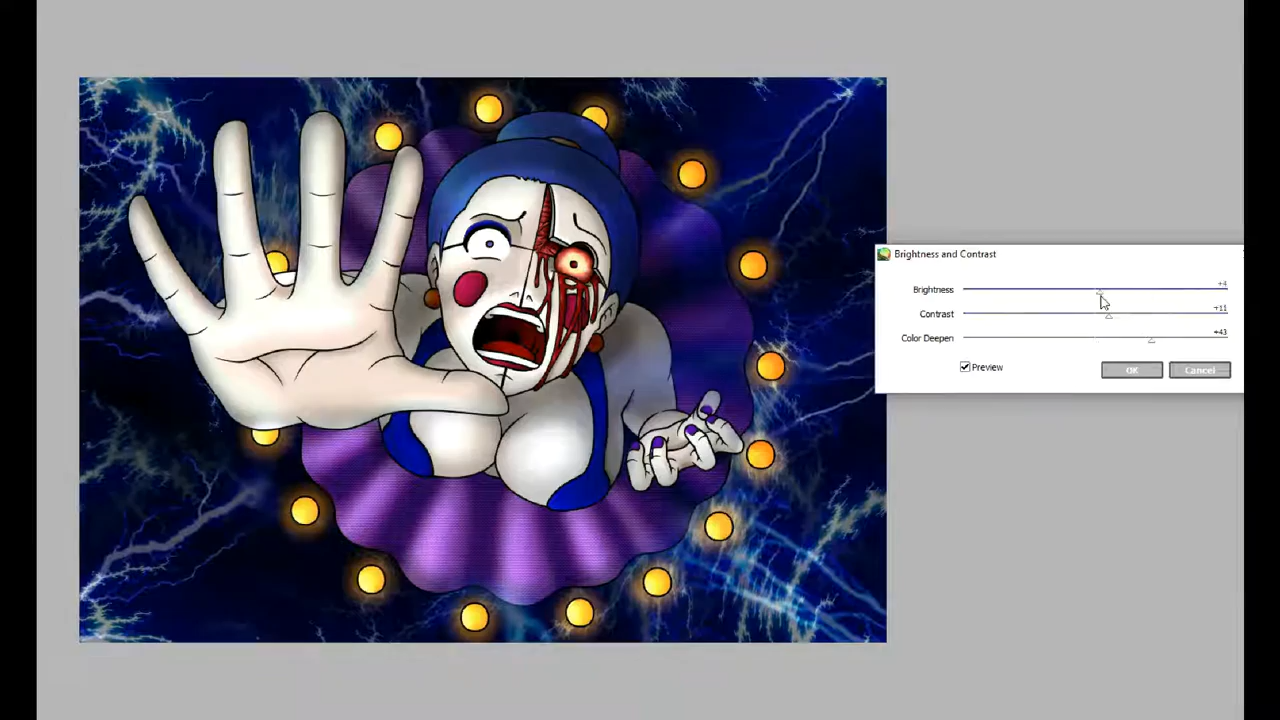 Brightness and Contrast
Brightness +4
Contrast +11
Color Deepen +43
Preview
OK Cancel